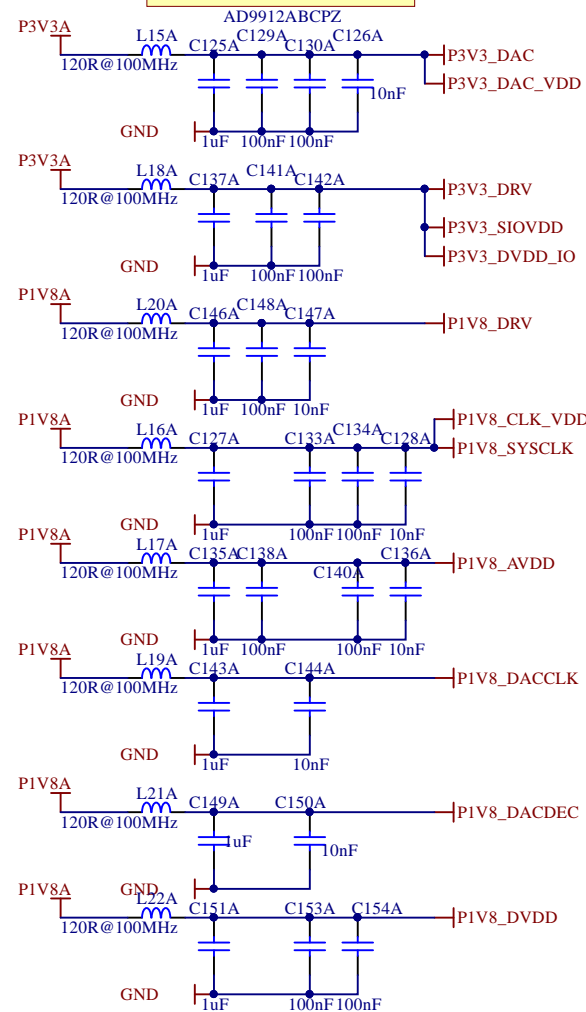 AD9912ABCPZ
P3V3A L15A C125A C129A C130A C126A
120R@100MHz P3V3_DAC
P3V3_DAC_VDD
10nF
GND 1uF 100nF 100nF
P3V3A L18A C137A C141A C142A
120R@100MHz P3V3_DRV
P3V3_SIOVDD
P3V3_DVDD_IO
GND 1uF 100nF 100nF
P1V8A L20A C146A C148A C147A
120R@100MHz P1V8_DRV
GND 1uF 100nF 10nF
P1V8_CLK_VDD
P1V8A L16A C127A C133A C134A C128A
120R@100MHz P1V8_SYSCLK
GND 1uF 100nF 100nF 10nF
P1V8A L17A C135A C138A C140A C136A
120R@100MHz P1V8_AVDD
GND 1uF 100nF 100nF 10nF
P1V8A L19A C143A C144A
120R@100MHz P1V8_DACCLK
GND 1uF 10nF
P1V8A L21A C149A C150A
120R@100MHz P1V8_DACDEC
1uF 10nF
GND
P1V8A L22A C151A C153A C154A
120R@100MHz P1V8_DVDD
GND 1uF 100nF 100nF